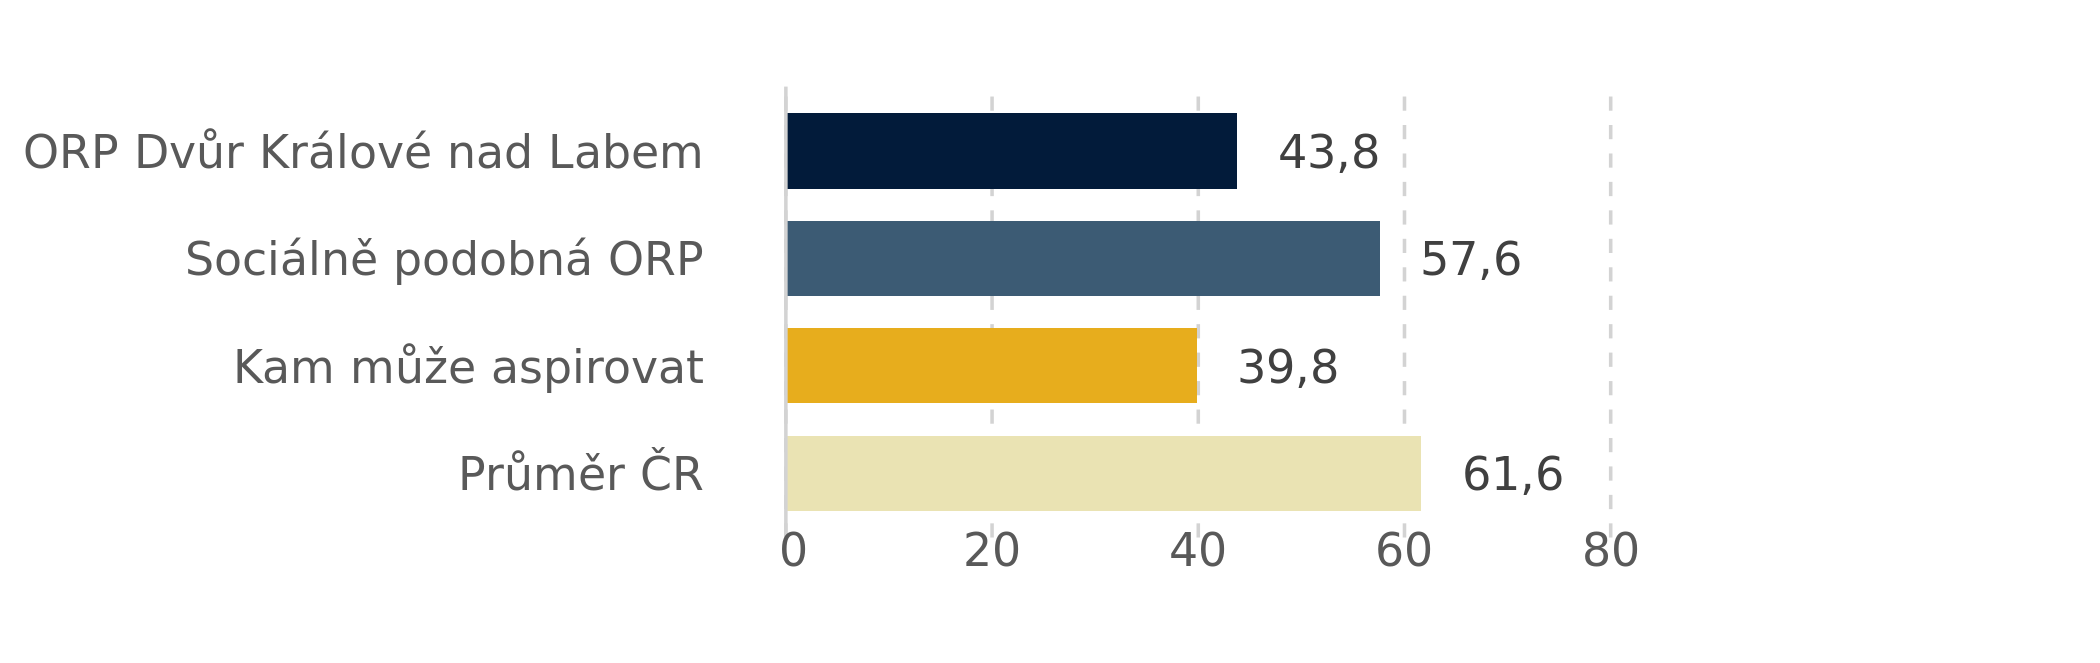 ORP Dvůr Králové nad Labem 43,8
Sociálně podobná ORP 57,6
Kam může aspirovat 39,8
Průměr ČR 61,6
0 20 40 60 80